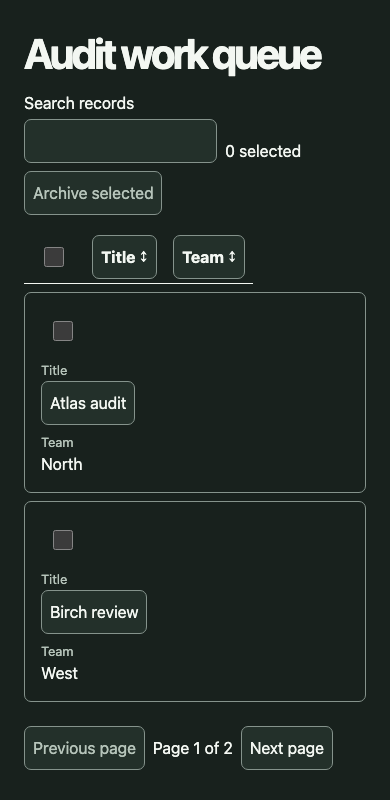 Audit work queue
Search records
0 selected
Archive selected
Title ↕ Team ↕
Title
Atlas audit
Team
North
Title
Birch review
Team
West
Previous page Page 1 of 2 Next page